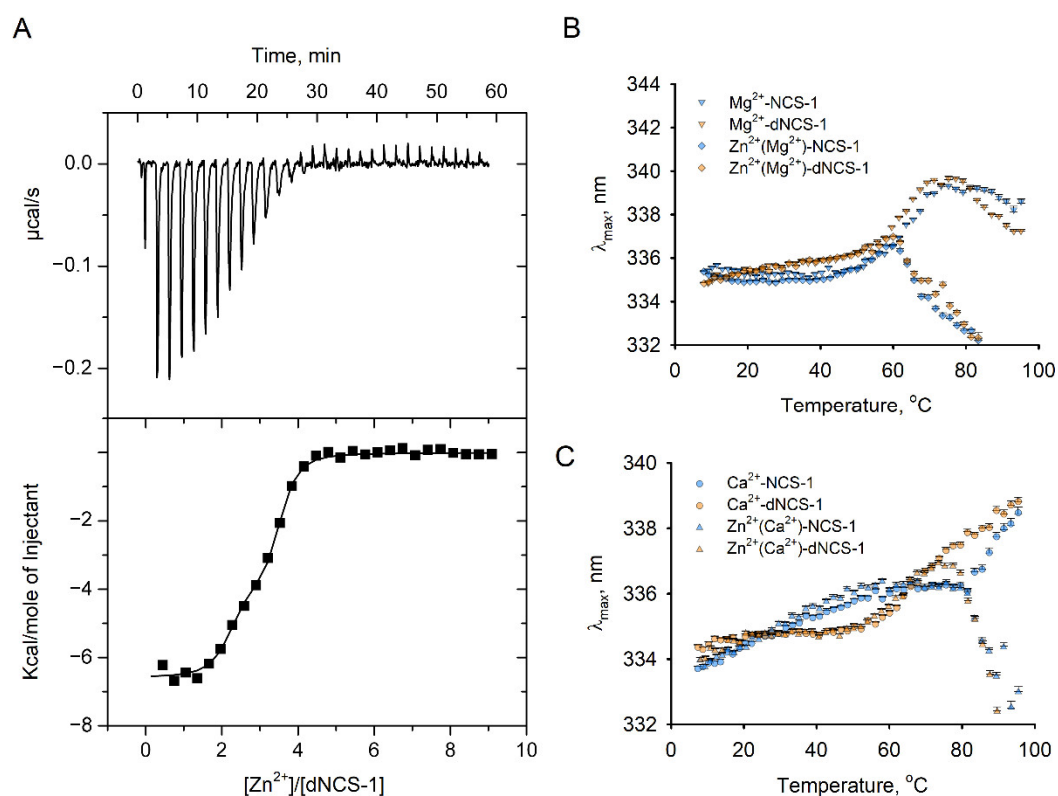 A
Time, min
0 10 20 30 40 50 60
0.0
−0.1
−0.2
µcal/s
−2
−4
−6
−8
Kcal/mole of Injectant
0 2 4 6 8 10
[Zn2+]/[dNCS-1]
B
344
342
340
338
336
334
332
λmax, nm
Mg2+-NCS-1
Mg2+-dNCS-1
Zn2+(Mg2+)-NCS-1
Zn2+(Mg2+)-dNCS-1
0 20 40 60 80 100
Temperature, oC
C
340
338
336
334
332
λmax, nm
Ca2+-NCS-1
Ca2+-dNCS-1
Zn2+(Ca2+)-NCS-1
Zn2+(Ca2+)-dNCS-1
0 20 40 60 80 100
Temperature, oC